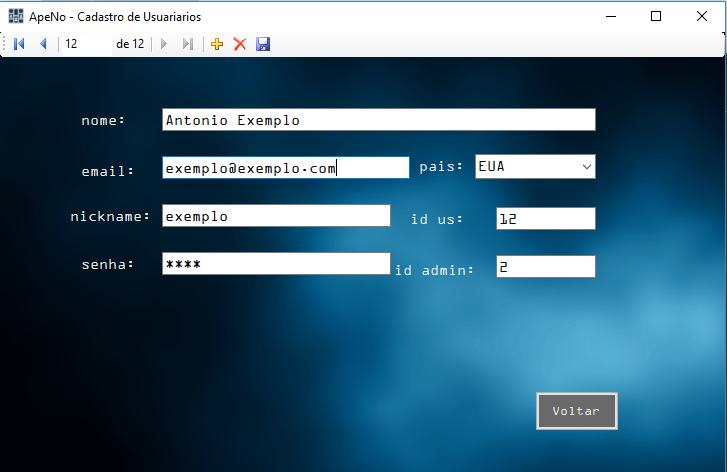 ApeNo - Cadastro de Usuariarios
12 de 12
nome: Antonio Exemplo
email: exemplo@exemplo.com pais: EUA
nickname: exemplo id us: 12
senha: **** id admin: 2
Voltar